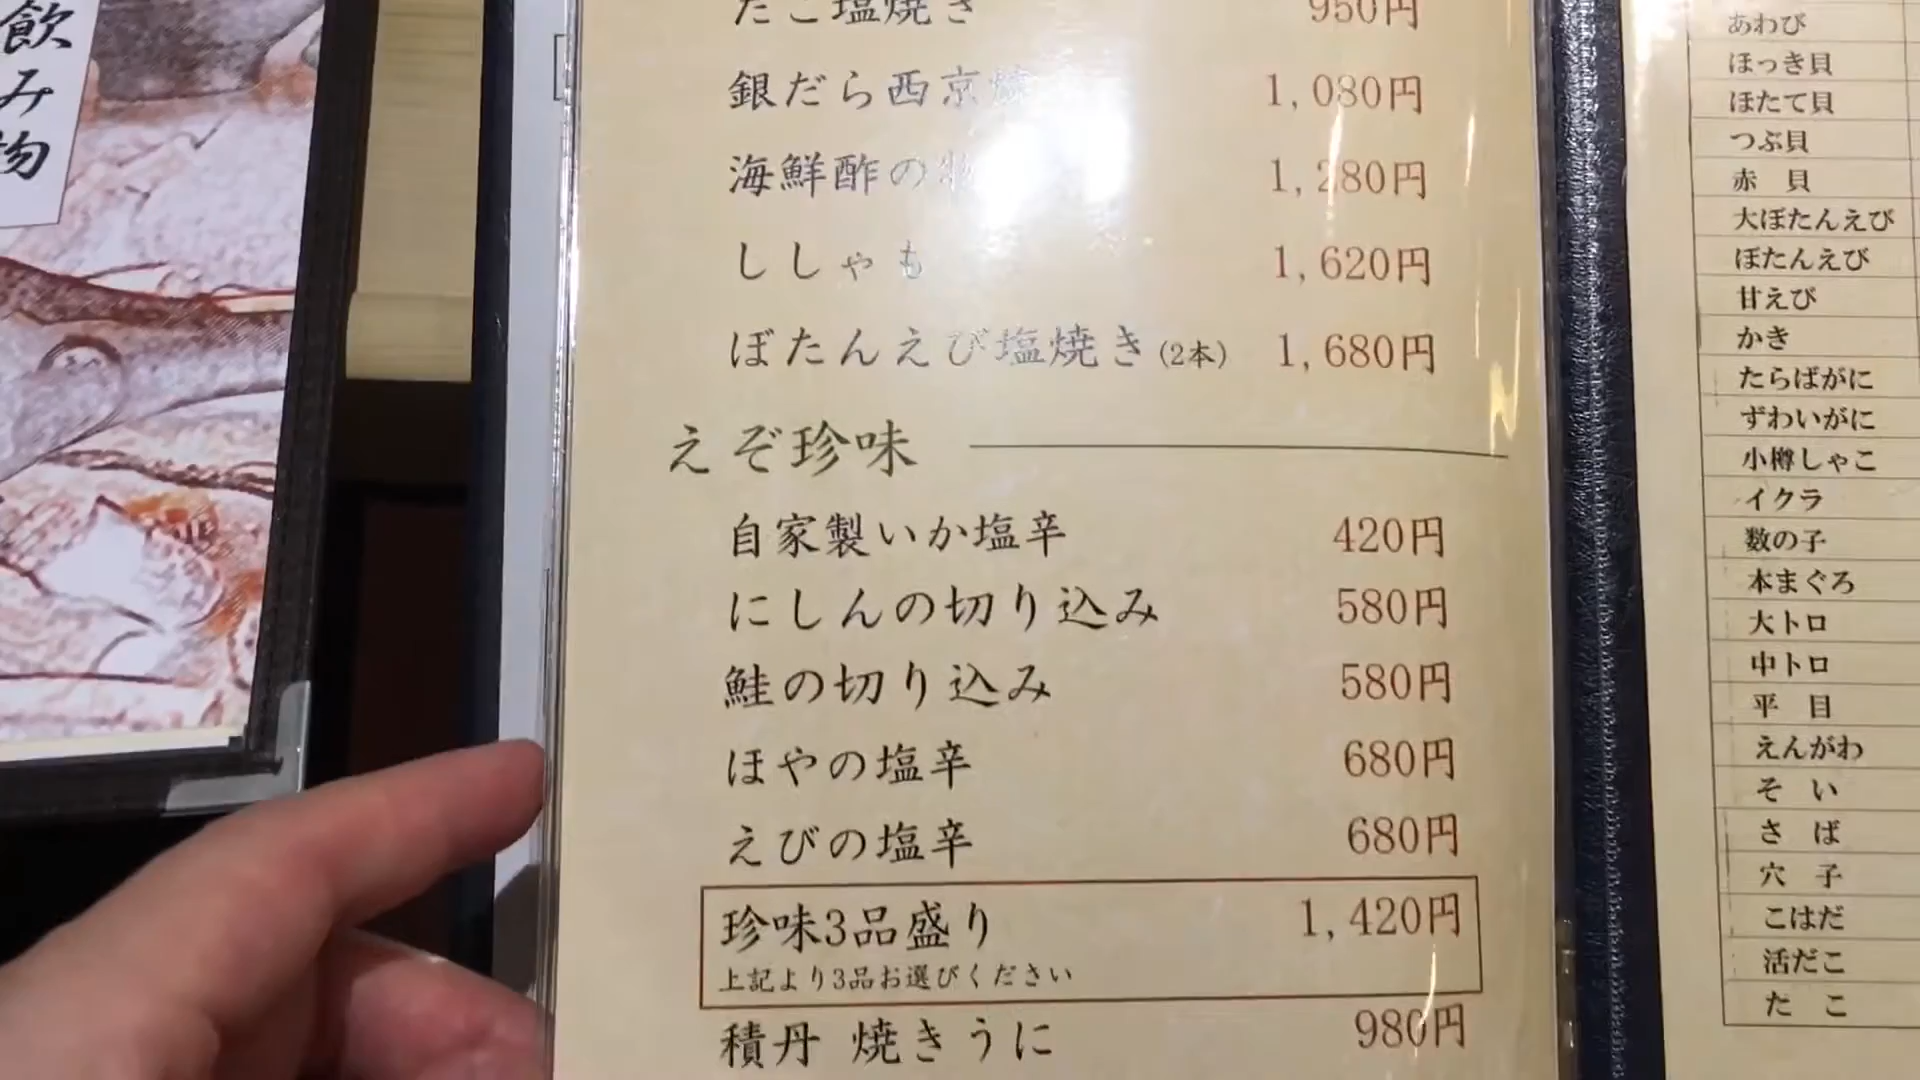 飲み物
たこ塩焼き 950円
銀だら西京焼 1,080円
海鮮酢の物 1,280円
ししゃも 1,620円
ぼたんえび塩焼き(2本) 1,680円
えぞ珍味
自家製いか塩辛 420円
にしんの切り込み 580円
鮭の切り込み 580円
ほやの塩辛 680円
えびの塩辛 680円
珍味3品盛り 1,420円
上記より3品お選びください
積丹 焼きうに 980円
あわび
ほっき貝
ほたて貝
つぶ貝
赤 貝
大ぼたんえび
ぼたんえび
甘えび
かき
たらばがに
ずわいがに
小樽しゃこ
イクラ
数の子
本まぐろ
大トロ
中トロ
平 目
えんがわ
そ い
さ ば
穴 子
こはだ
活だこ
た こ